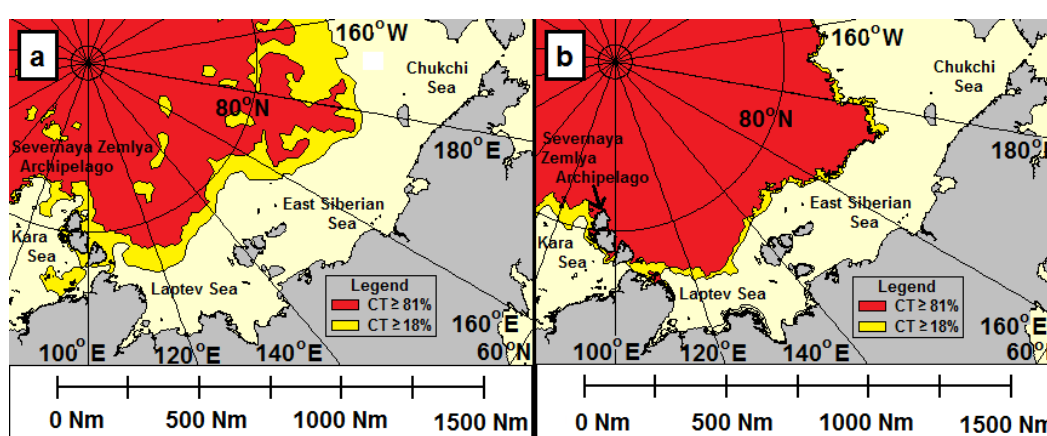 a
160°W
Chukchi
Sea
80°N
Severnaya Zemlya
Archipelago
180°E
East Siberian
Sea
Kara
Sea
Laptev Sea
Legend
CT ≥ 81%
CT ≥ 18%
160°E
100°E
120°E
140°E
60°N
0 Nm
500 Nm
1000 Nm
1500 Nm
b
160°W
Chukchi
Sea
80°N
Severnaya
Zemlya
Archipelago
180°
East Siberian
Sea
Kara
Sea
Laptev Sea
Legend
CT ≥ 81%
CT ≥ 18%
160°E
100°E
120°E
140°E
60°
0 Nm
500 Nm
1000 Nm
1500 Nm